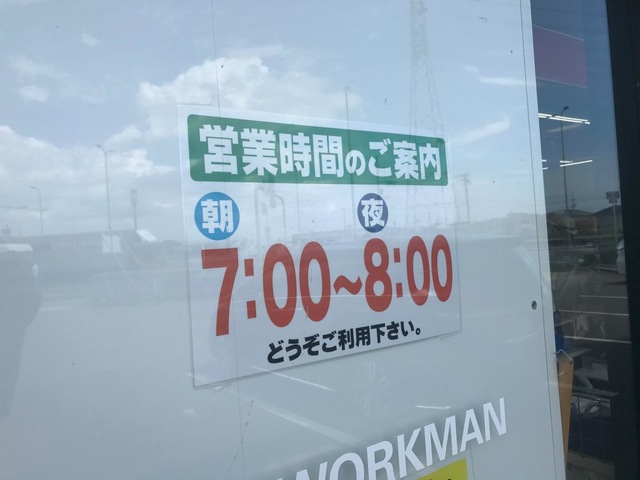 営業時間のご案内
朝 夜
7:00~8:00
どうぞご利用下さい。
WORKMAN